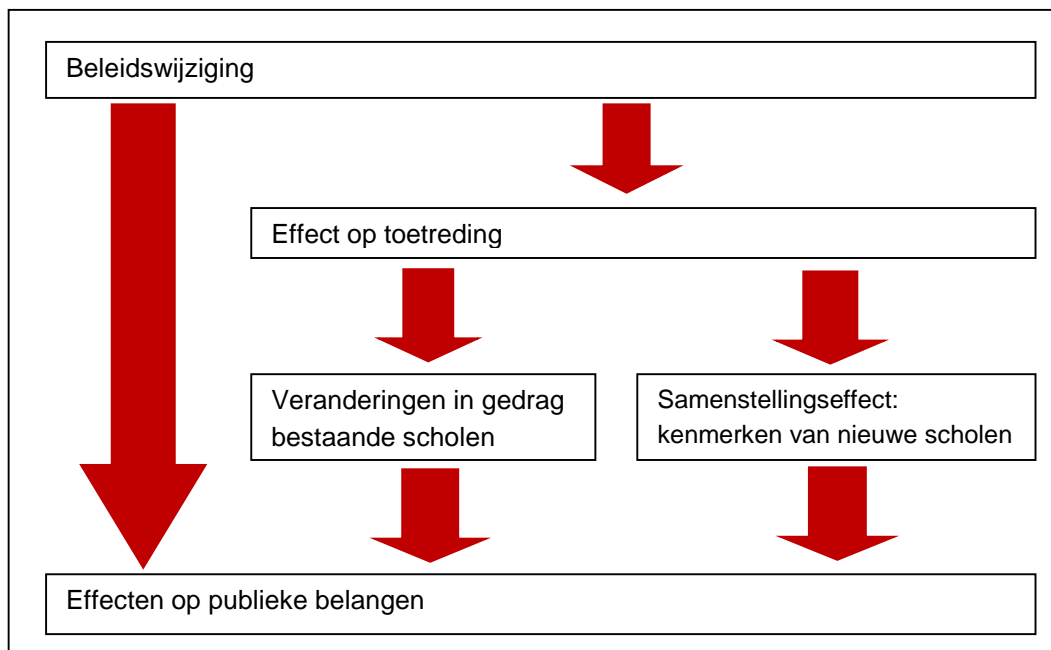 Beleidswijziging
Effect op toetreding
Veranderingen in gedrag
bestaande scholen
Samenstellingseffect:
kenmerken van nieuwe scholen
Effecten op publieke belangen